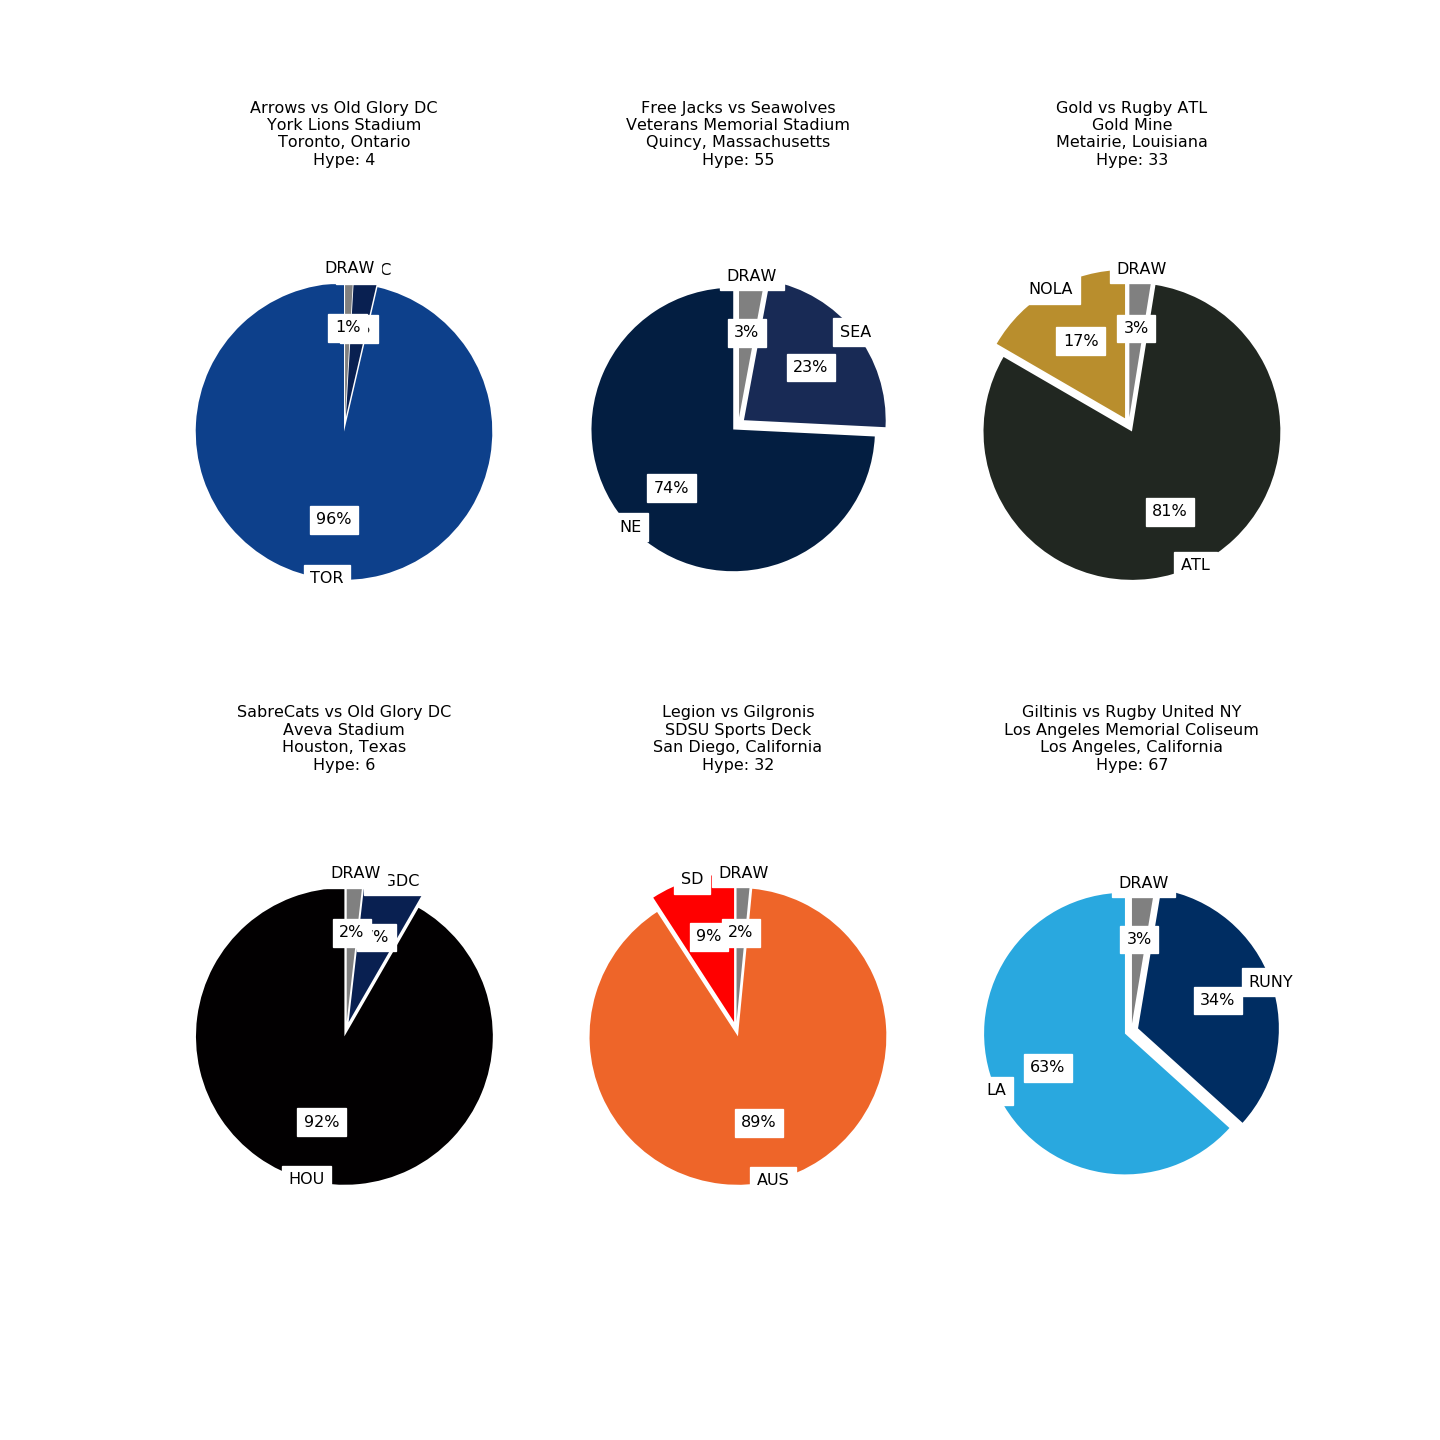 Arrows vs Old Glory DC
York Lions Stadium
Toronto, Ontario
Hype: 4
DRAW
C
1%
96%
TOR
Free Jacks vs Seawolves
Veterans Memorial Stadium
Quincy, Massachusetts
Hype: 55
DRAW
SEA
3%
23%
74%
NE
Gold vs Rugby ATL
Gold Mine
Metairie, Louisiana
Hype: 33
DRAW
NOLA
3%
17%
81%
ATL
SabreCats vs Old Glory DC
Aveva Stadium
Houston, Texas
Hype: 6
DRAW
GDC
2%
%
92%
HOU
Legion vs Gilgronis
SDSU Sports Deck
San Diego, California
Hype: 32
SD
DRAW
9%
2%
89%
AUS
Giltinis vs Rugby United NY
Los Angeles Memorial Coliseum
Los Angeles, California
Hype: 67
DRAW
3%
RUNY
34%
63%
LA